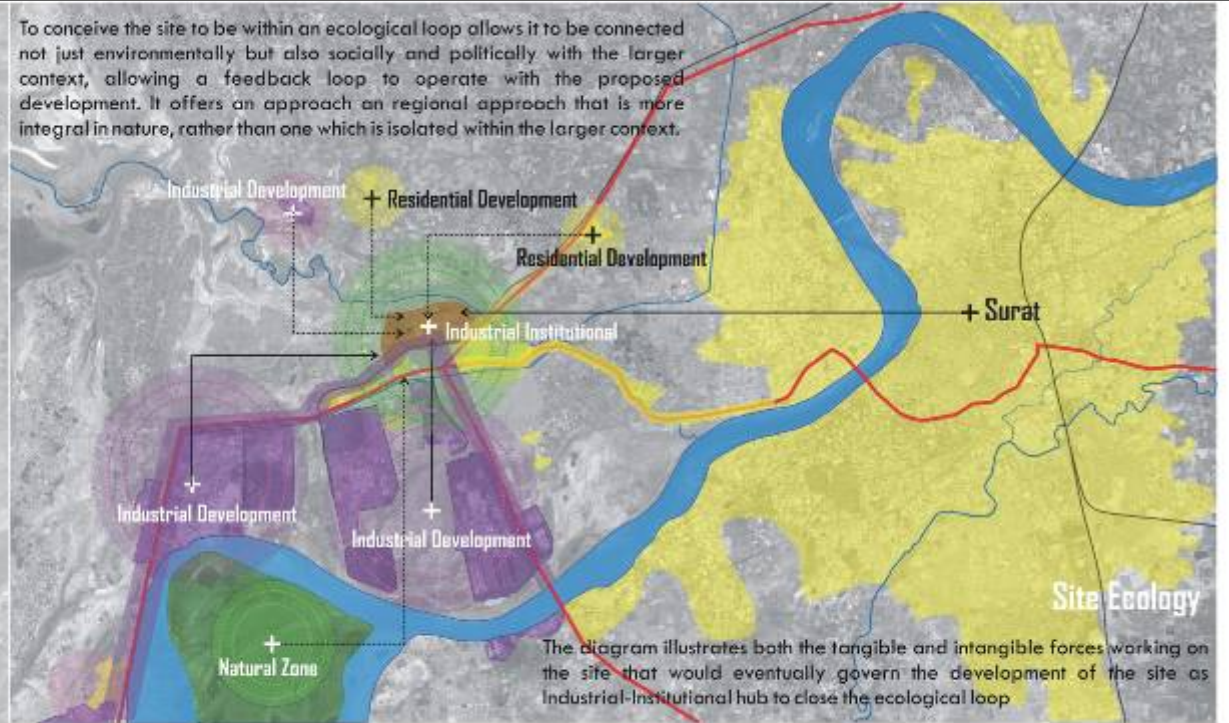 To conceive the site to be within an ecological loop allows it to be connected
not just environmentally but also socially and politically with the larger
context, allowing a feedback loop to operate with the proposed
development. It offers an approach an regional approach that is more
integral in nature, rather than one which is isolated within the larger context.
Industrial Development
Residential Development
Residential Development
Surat
Industrial Institutional
Industrial Development
Industrial Development
Site Ecology
Natural Zone
The diagram illustrates both the tangible and intangible forces working on
the site that would eventually govern the development of the site as
Industrial-Institutional hub to close the ecological loop